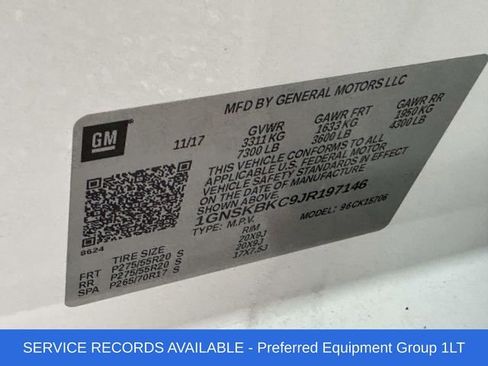 MFD BY GENERAL MOTORS LLC
GM
11/17
GVWR
3311 KG
7300 LB
GAWR FRT
1633 KG
3600 LB
GAWR RR
1950 KG
4300 LB
THIS VEHICLE CONFORMS TO ALL
APPLICABLE U.S. FEDERAL MOTOR
VEHICLE SAFETY STANDARDS IN EFFECT
ON THE DATE OF MANUFACTURE
SHOWN ABOVE.
1GNSKBKC9JR197146
TYPE: M.P.V.
MODEL: 96CK15706
8624
TIRE SIZE
RIM
FRT P275/55R20 S 20X9J
RR P275/55R20 S 20X9J
SPA P265/70R17 S 17X7.5J
SERVICE RECORDS AVAILABLE - Preferred Equipment Group 1LT